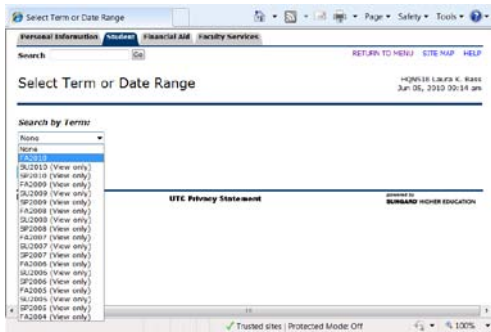 Select Term or Date Range
Page Safety Tools
Personal Information Student Financial Aid Faculty Services
Search Go
RETURN TO MENU SITE MAP HELP
Select Term or Date Range
Laura K. Bass
Jun 05, 2010 09:14 am
Search by Term:
None
None
FA2010
SU2010 (View only)
SP2010 (View only)
FA2009 (View only)
SU2009 (View only)
SP2009 (View only)
FA2008 (View only)
SU2008 (View only)
SP2008 (View only)
FA2007 (View only)
SU2007 (View only)
SP2007 (View only)
FA2006 (View only)
SU2006 (View only)
SP2006 (View only)
FA2005 (View only)
SU2005 (View only)
SP2005 (View only)
FA2004 (View only)
UTC Privacy Statement
powered by
SUNGARD HIGHER EDUCATION
Trusted sites | Protected Mode: Off
100%